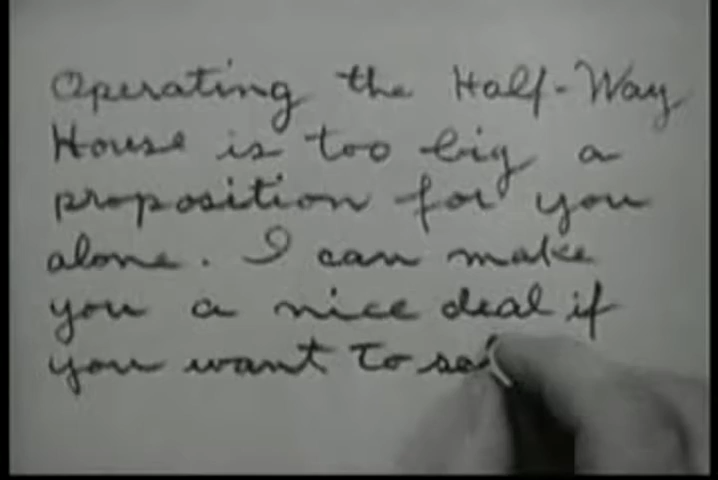 Operating the Half-Way
House is too big a
proposition for you
alone. I can make
you a nice deal if
you want to